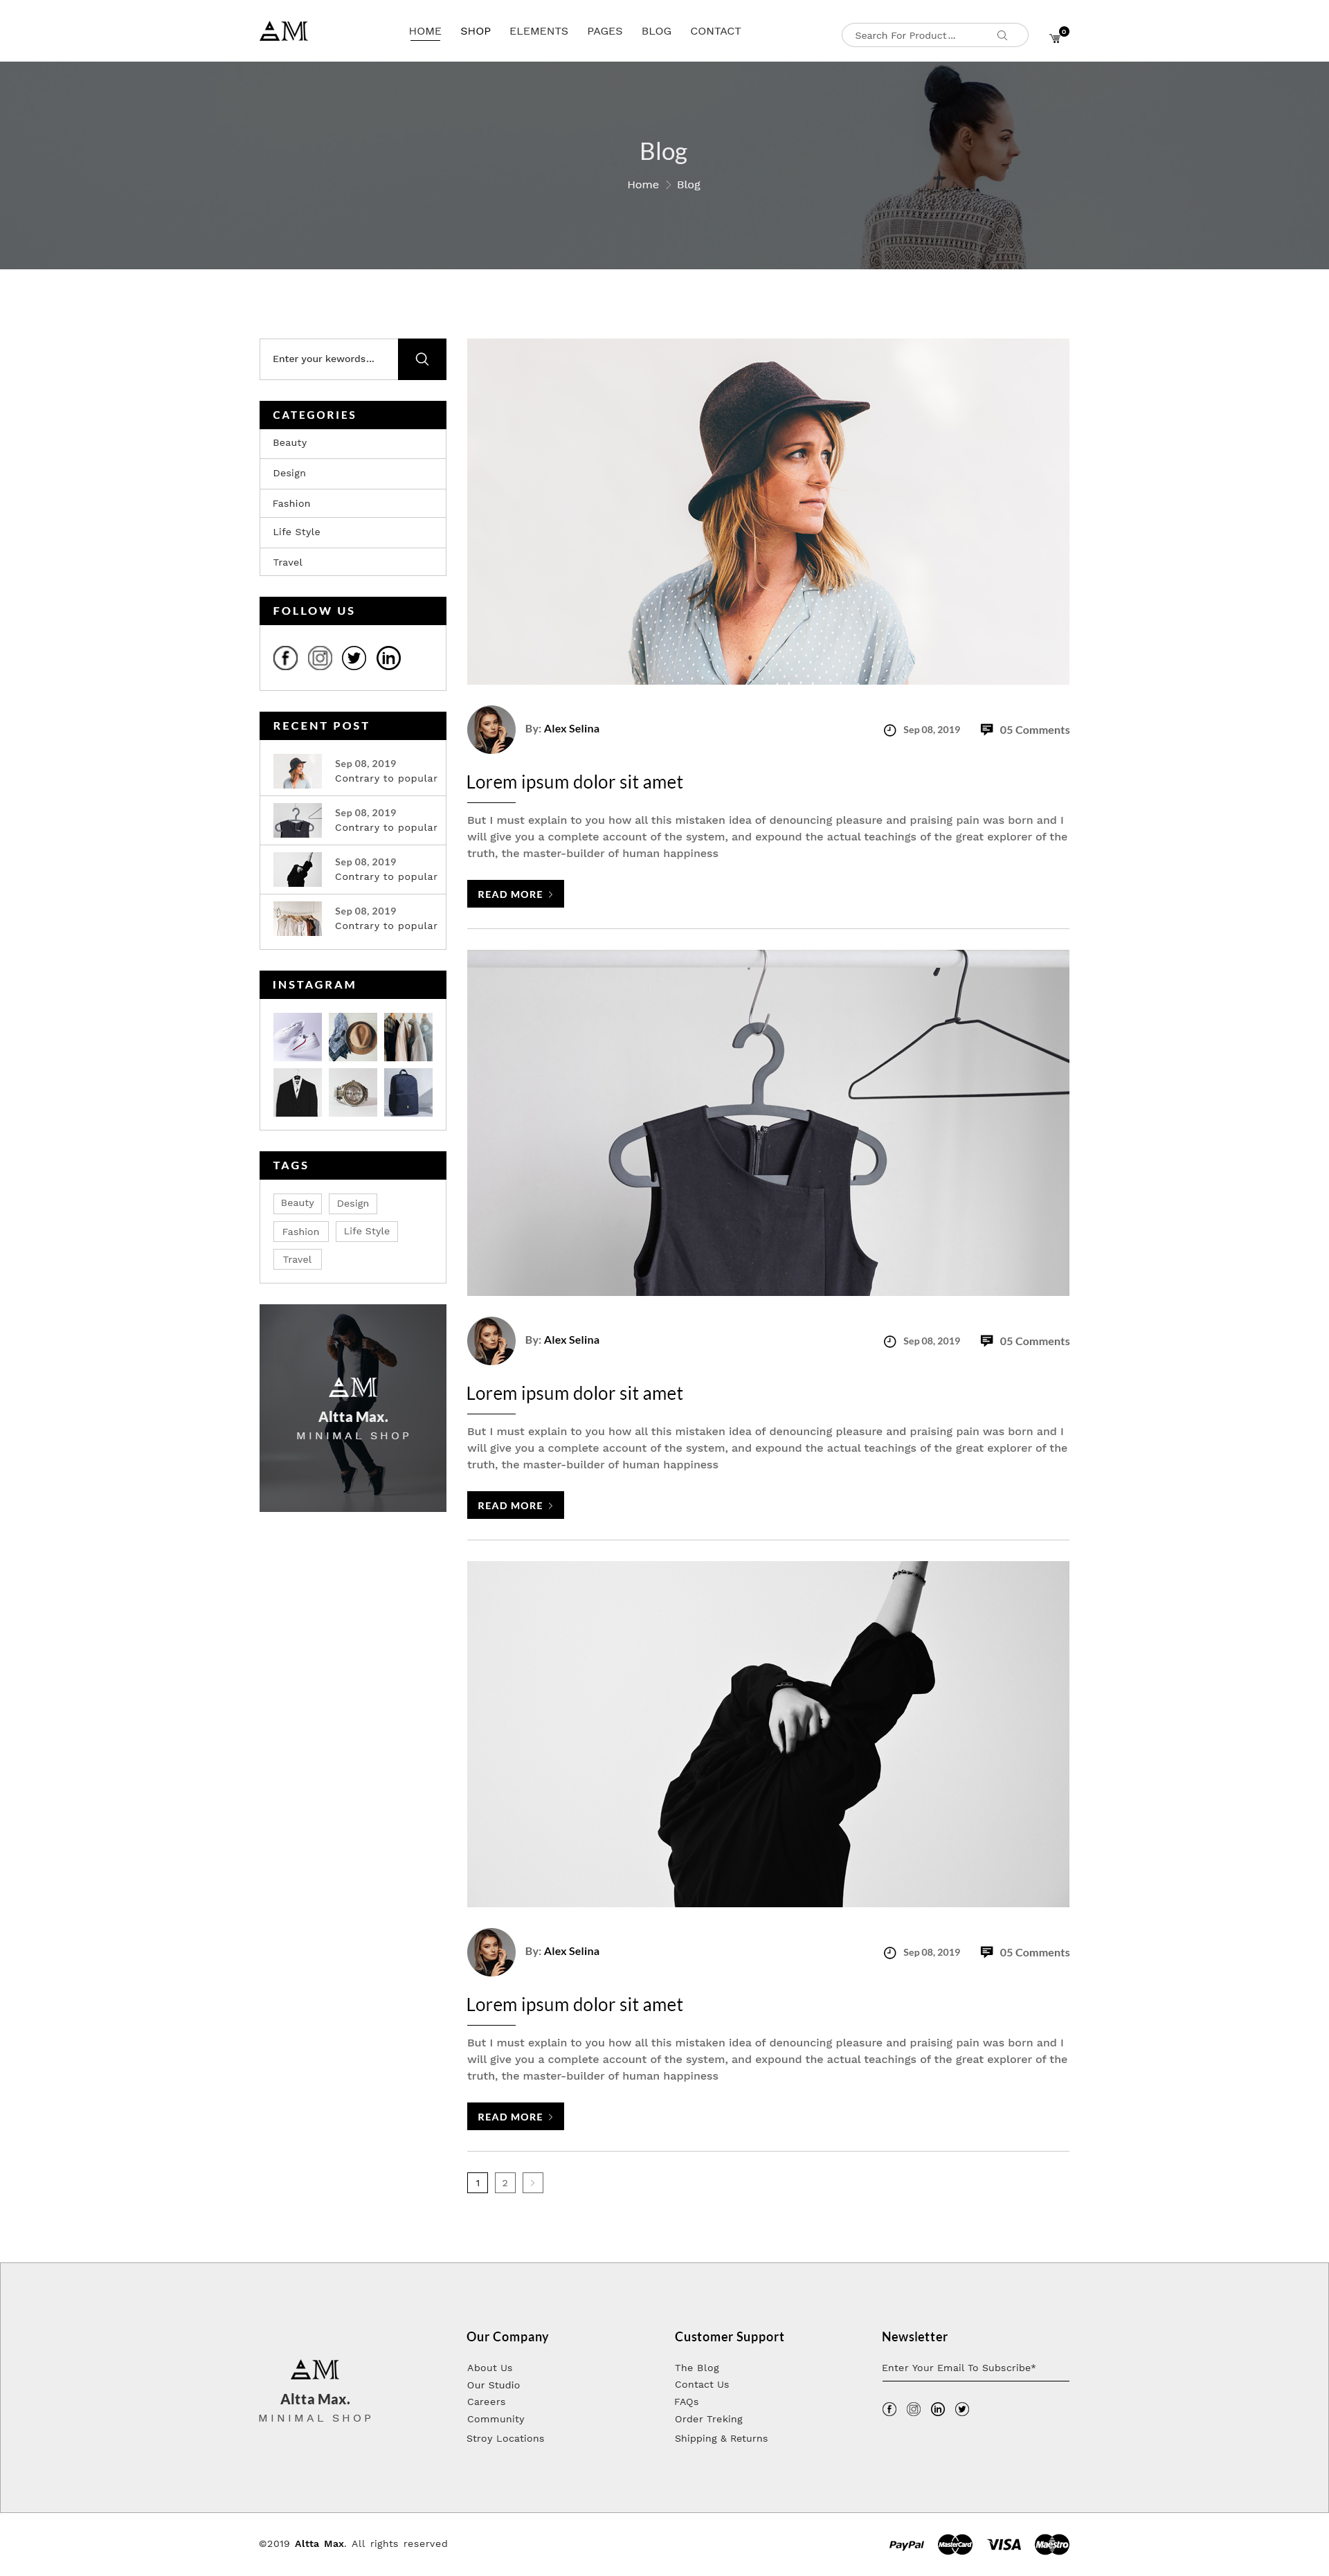 AM
HOME SHOP ELEMENTS PAGES BLOG CONTACT
Search For Product...
0
Blog
Home > Blog
Enter your kewords...
CATEGORIES
Beauty
Design
Fashion
Life Style
Travel
FOLLOW US
RECENT POST
Sep 08, 2019
Contrary to popular
Sep 08, 2019
Contrary to popular
Sep 08, 2019
Contrary to popular
Sep 08, 2019
Contrary to popular
INSTAGRAM
TAGS
Beauty Design
Fashion Life Style
Travel
AM
Altta Max.
MINIMAL SHOP
By: Alex Selina
Sep 08, 2019 05 Comments
Lorem ipsum dolor sit amet
But I must explain to you how all this mistaken idea of denouncing pleasure and praising pain was born and I
will give you a complete account of the system, and expound the actual teachings of the great explorer of the
truth, the master-builder of human happiness
READ MORE >
By: Alex Selina
Sep 08, 2019 05 Comments
Lorem ipsum dolor sit amet
But I must explain to you how all this mistaken idea of denouncing pleasure and praising pain was born and I
will give you a complete account of the system, and expound the actual teachings of the great explorer of the
truth, the master-builder of human happiness
READ MORE >
By: Alex Selina
Sep 08, 2019 05 Comments
Lorem ipsum dolor sit amet
But I must explain to you how all this mistaken idea of denouncing pleasure and praising pain was born and I
will give you a complete account of the system, and expound the actual teachings of the great explorer of the
truth, the master-builder of human happiness
READ MORE >
1 2 >
AM
Altta Max.
MINIMAL SHOP
Our Company
About Us
Our Studio
Careers
Community
Stroy Locations
Customer Support
The Blog
Contact Us
FAQs
Order Treking
Shipping & Returns
Newsletter
Enter Your Email To Subscribe*
©2019 Altta Max. All rights reserved
PayPal MasterCard VISA Maestro